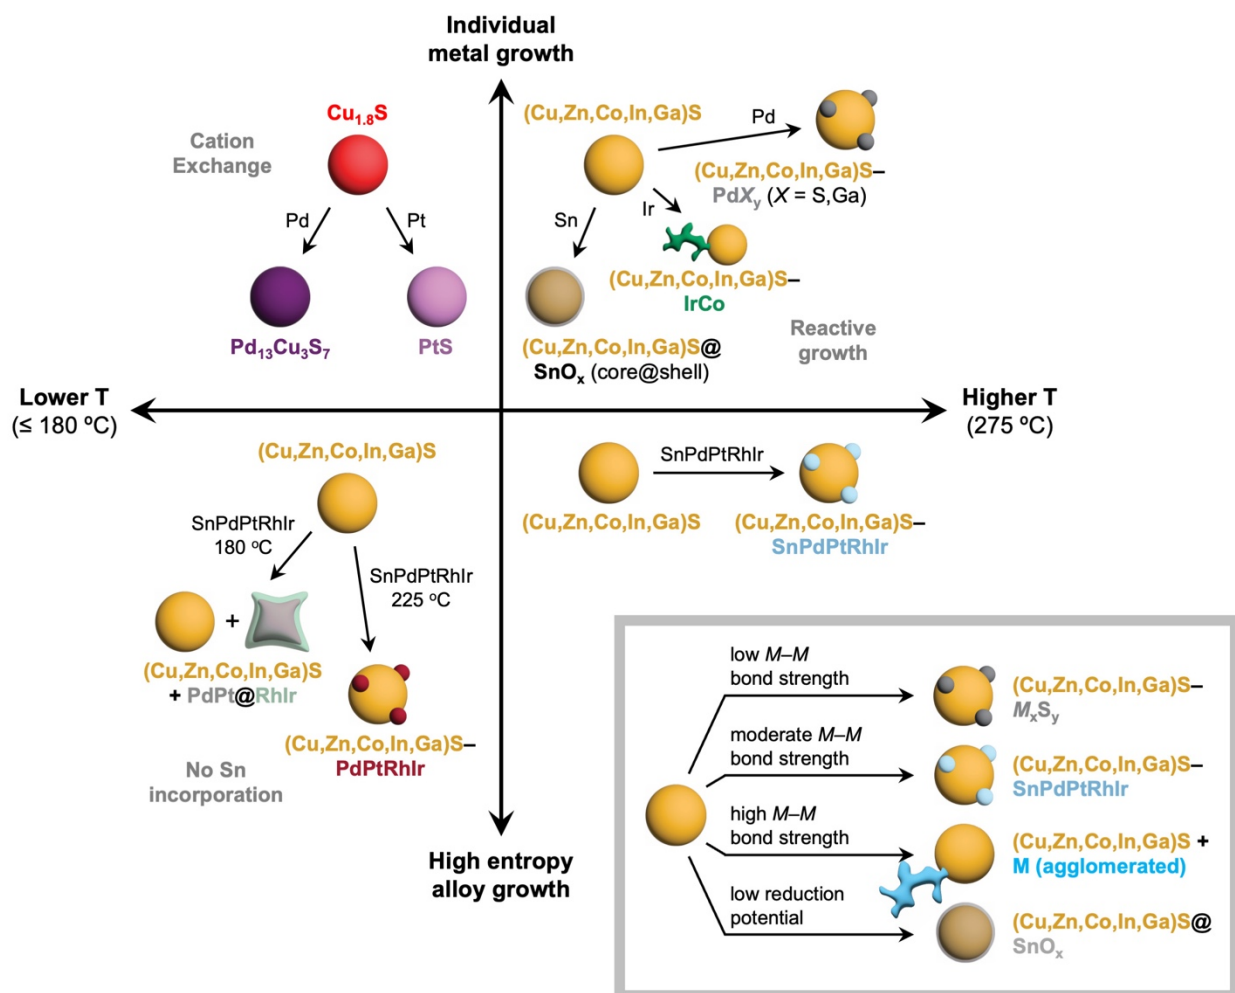 Individual
metal growth
Cu₁.₈S
Cation
Exchange
Pd
Pt
Pd₁₃Cu₃S₇
PtS
(Cu,Zn,Co,In,Ga)S
Pd
(Cu,Zn,Co,In,Ga)S–
PdXᵧ (X = S,Ga)
Sn
Ir
(Cu,Zn,Co,In,Ga)S–
IrCo
(Cu,Zn,Co,In,Ga)S@
SnOₓ (core@shell)
Reactive
growth
Lower T
(≤ 180 ºC)
Higher T
(275 ºC)
(Cu,Zn,Co,In,Ga)S
SnPdPtRhIr
180 ºC
SnPdPtRhIr
225 ºC
+
(Cu,Zn,Co,In,Ga)S
+ PdPt@RhIr
(Cu,Zn,Co,In,Ga)S–
PdPtRhIr
No Sn
incorporation
SnPdPtRhIr
(Cu,Zn,Co,In,Ga)S
(Cu,Zn,Co,In,Ga)S–
SnPdPtRhIr
High entropy
alloy growth
low M–M
bond strength
(Cu,Zn,Co,In,Ga)S–
MₓSᵧ
moderate M–M
bond strength
(Cu,Zn,Co,In,Ga)S–
SnPdPtRhIr
high M–M
bond strength
(Cu,Zn,Co,In,Ga)S +
M (agglomerated)
low reduction
potential
(Cu,Zn,Co,In,Ga)S@
SnOₓ